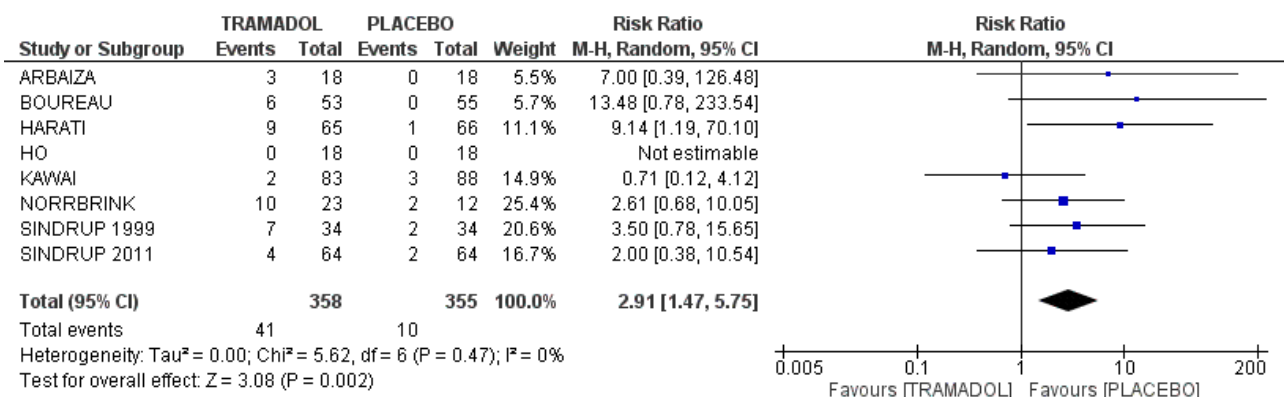 TRAMADOL PLACEBO Risk Ratio Risk Ratio
Study or Subgroup Events Total Events Total Weight M-H, Random, 95% CI M-H, Random, 95% CI
ARBAIZA 3 18 0 18 5.5% 7.00 [0.39, 126.48]
BOUREAU 6 53 0 55 5.7% 13.48 [0.78, 233.54]
HARATI 9 65 1 66 11.1% 9.14 [1.19, 70.10]
HO 0 18 0 18 Not estimable
KAWAI 2 83 3 88 14.9% 0.71 [0.12, 4.12]
NORRBRINK 10 23 2 12 25.4% 2.61 [0.68, 10.05]
SINDRUP 1999 7 34 2 34 20.6% 3.50 [0.78, 15.65]
SINDRUP 2011 4 64 2 64 16.7% 2.00 [0.38, 10.54]
Total (95% CI) 358 355 100.0% 2.91 [1.47, 5.75]
Total events 41 10
Heterogeneity: Tau² = 0.00; Chi² = 5.62, df = 6 (P = 0.47); I² = 0%
Test for overall effect: Z = 3.08 (P = 0.002)
0.005 0.1 1 10 200
Favours [TRAMADOL] Favours [PLACEBO]